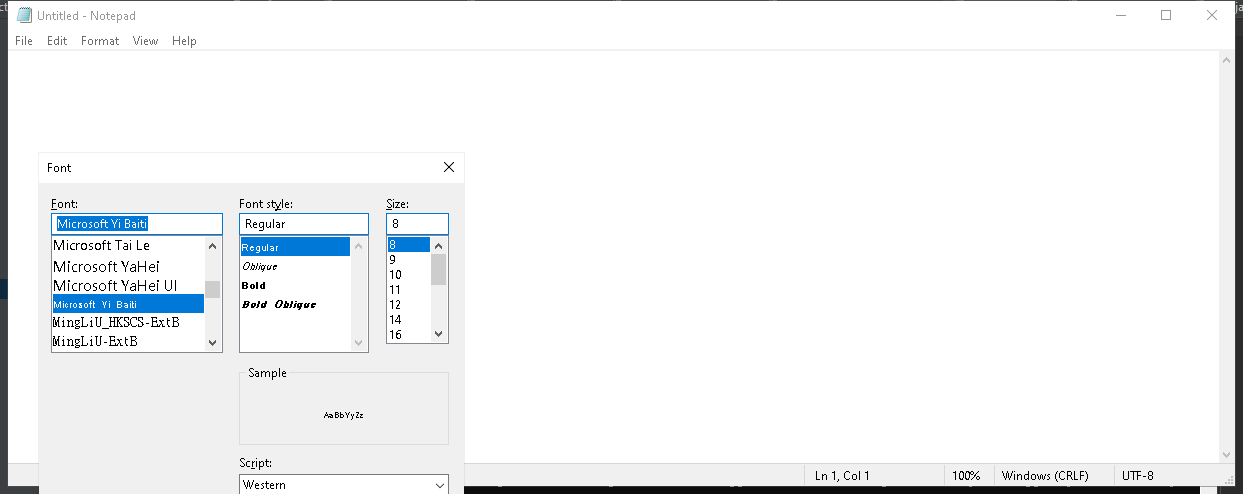 Untitled - Notepad
File Edit Format View Help
Font
Font: Font style: Size:
Microsoft Yi Baiti Regular 8
Microsoft Tai Le Regular 8
Microsoft YaHei Oblique 9
Microsoft YaHei UI Bold 10
Microsoft Yi Baiti Bold Oblique 11
MingLiU_HKSCS-ExtB 12
MingLiU-ExtB 14
16
Sample
AaBbYyZz
Script:
Western
Ln 1, Col 1 100% Windows (CRLF) UTF-8